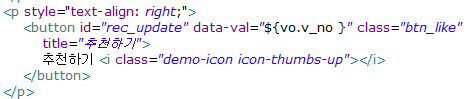 <p style="text-align: right;">
<button id="rec_update" data-val="${vo.v_no }" class="btn_like"
title="추천하기">
추천하기 <i class="demo-icon icon-thumbs-up"></i>
</button>
</p>